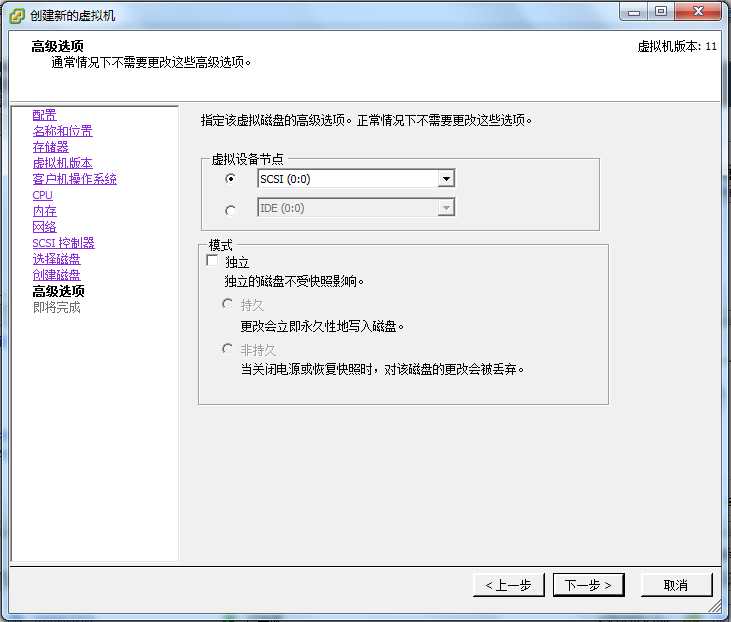 创建新的虚拟机
高级选项
通常情况下不需要更改这些高级选项。
虚拟机版本: 11
配置
名称和位置
存储器
虚拟机版本
客户机操作系统
CPU
内存
网络
SCSI 控制器
选择磁盘
创建磁盘
高级选项
即将完成
指定该虚拟磁盘的高级选项。正常情况下不需要更改这些选项。
虚拟设备节点
SCSI (0:0)
IDE (0:0)
模式
独立
独立的磁盘不受快照影响。
持久
更改会立即永久性地写入磁盘。
非持久
当关闭电源或恢复快照时，对该磁盘的更改会被丢弃。
< 上一步
下一步 >
取消